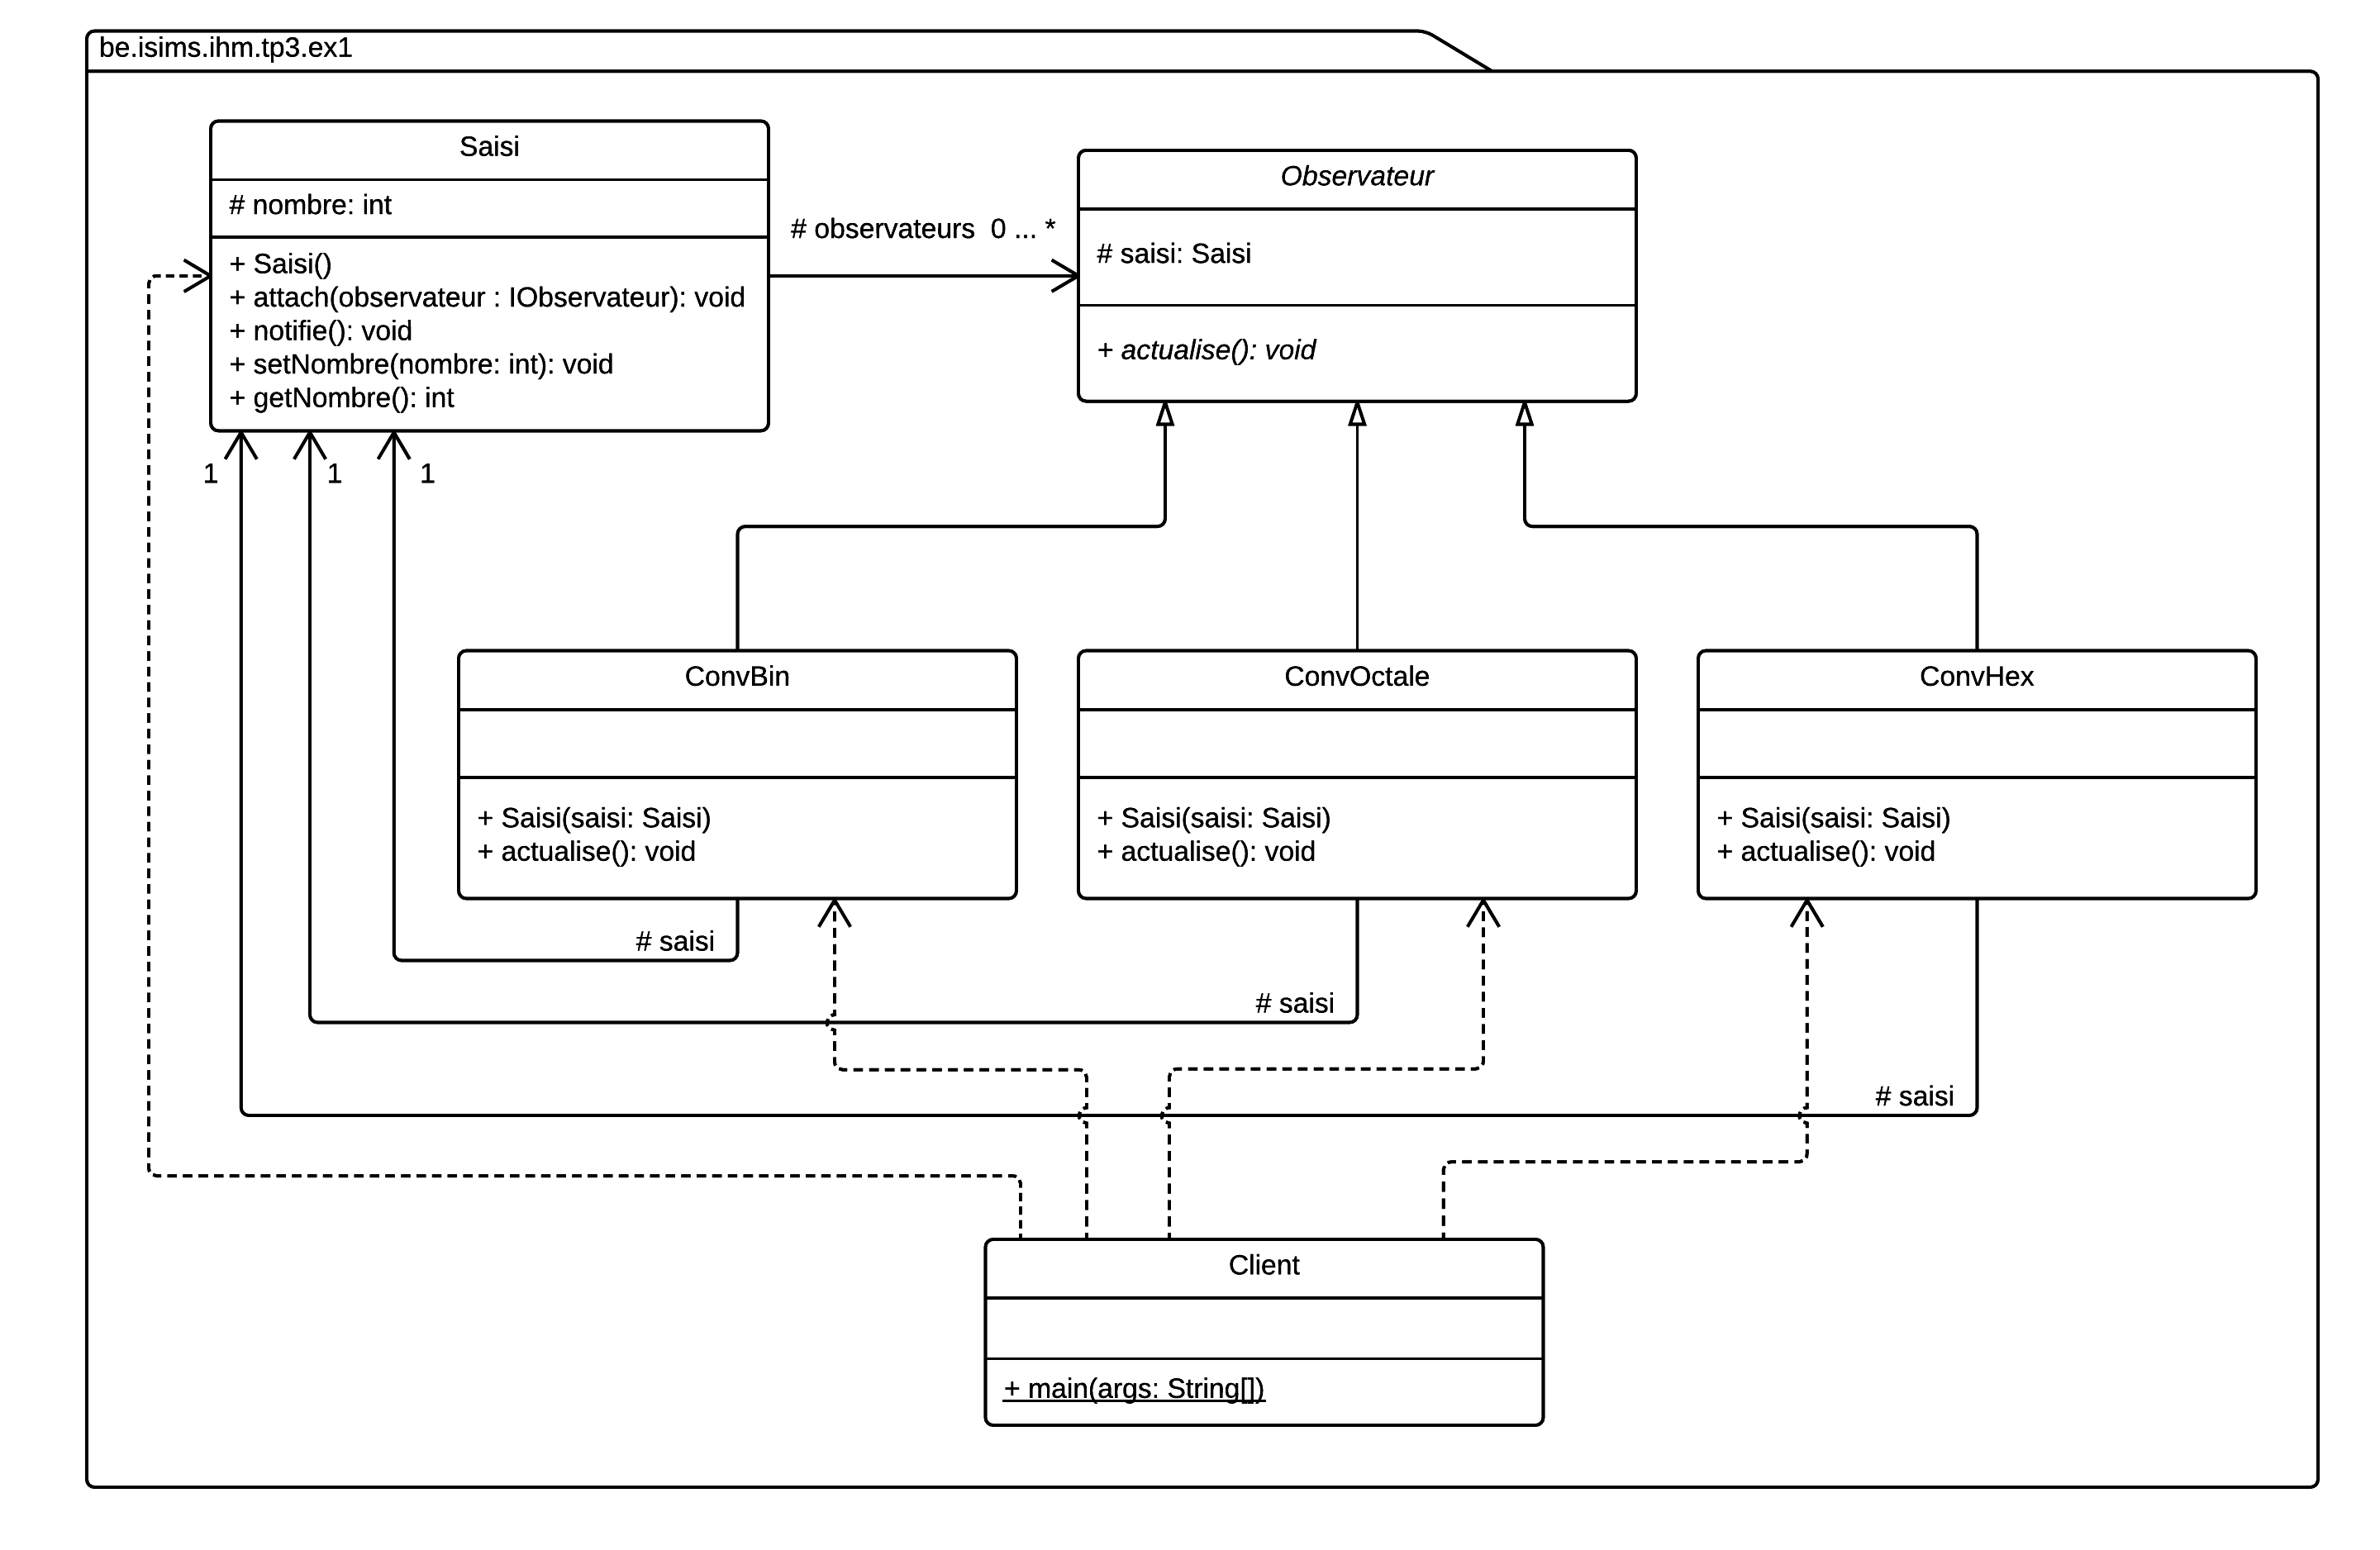 be.isims.ihm.tp3.ex1
Saisi
# nombre: int
+ Saisi()
+ attach(observateur : IObservateur): void
+ notifie(): void
+ setNombre(nombre: int): void
+ getNombre(): int
# observateurs 0 ... *
Observateur
# saisi: Saisi
+ actualise(): void
1
1
1
ConvBin
+ Saisi(saisi: Saisi)
+ actualise(): void
ConvOctale
+ Saisi(saisi: Saisi)
+ actualise(): void
ConvHex
+ Saisi(saisi: Saisi)
+ actualise(): void
# saisi
# saisi
# saisi
Client
+ main(args: String[])